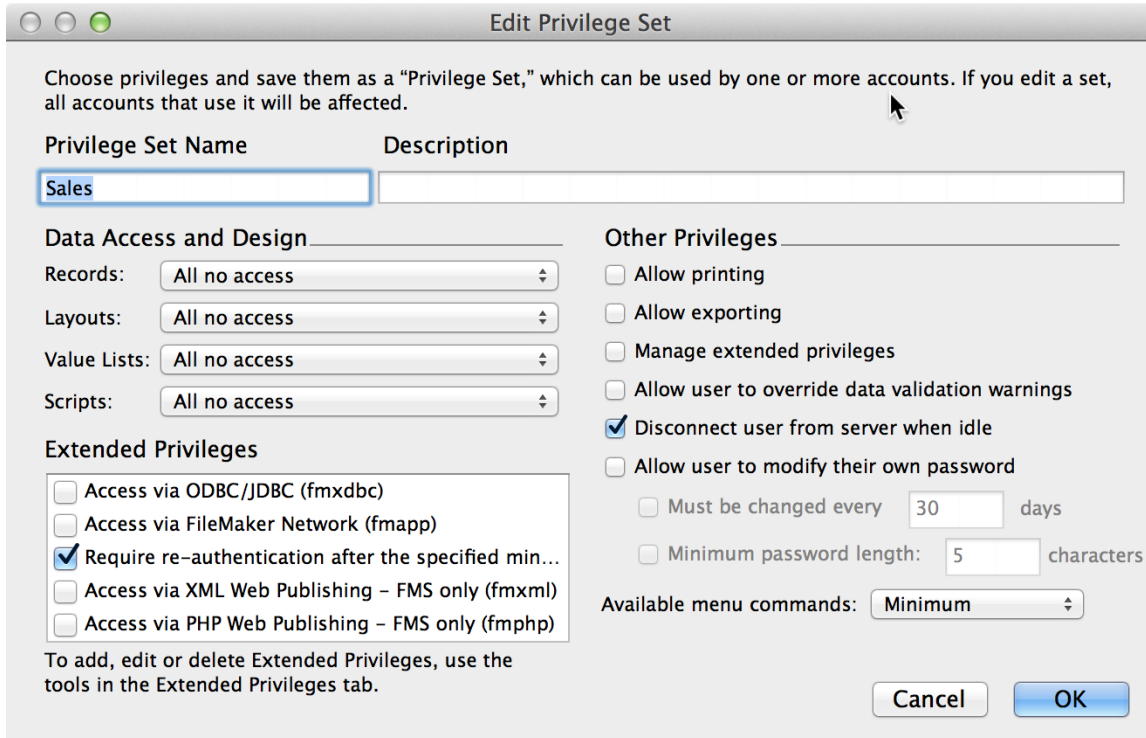 Edit Privilege Set
Choose privileges and save them as a “Privilege Set,” which can be used by one or more accounts. If you edit a set,
all accounts that use it will be affected.
Privilege Set Name
Description
Sales
Data Access and Design
Records: All no access
Layouts: All no access
Value Lists: All no access
Scripts: All no access
Extended Privileges
Access via ODBC/JDBC (fmxdbc)
Access via FileMaker Network (fmapp)
Require re-authentication after the specified min...
Access via XML Web Publishing - FMS only (fmxml)
Access via PHP Web Publishing - FMS only (fmphp)
To add, edit or delete Extended Privileges, use the
tools in the Extended Privileges tab.
Other Privileges
Allow printing
Allow exporting
Manage extended privileges
Allow user to override data validation warnings
Disconnect user from server when idle
Allow user to modify their own password
Must be changed every 30 days
Minimum password length: 5 characters
Available menu commands: Minimum
Cancel
OK